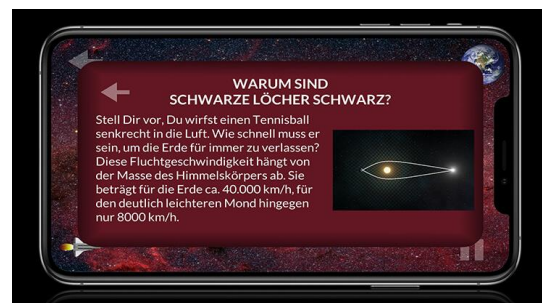 WARUM SIND
SCHWARZE LÖCHER SCHWARZ?
Stell Dir vor, Du wirfst einen Tennisball
senkrecht in die Luft. Wie schnell muss er
sein, um die Erde für immer zu verlassen?
Diese Fluchtgeschwindigkeit hängt von
der Masse des Himmelskörpers ab. Sie
beträgt für die Erde ca. 40.000 km/h, für
den deutlich leichteren Mond hingegen
nur 8000 km/h.